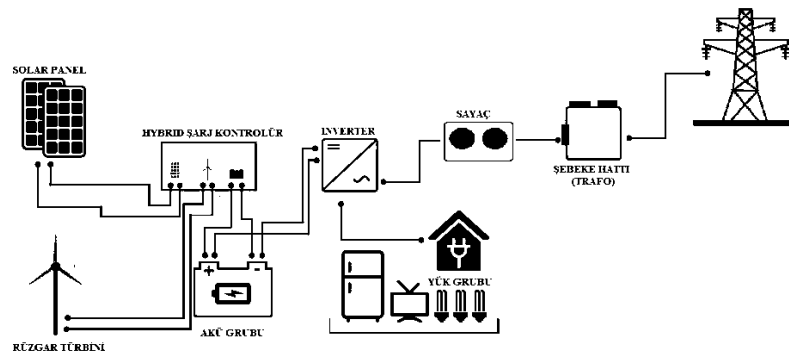 SOLAR PANEL
HYBRID ŞARJ KONTROLÜR
INVERTER
SAYAÇ
ŞEBEKE HATTI
(TRAFO)
YÜK GRUBU
AKÜ GRUBU
RÜZGAR TÜRBİNİ